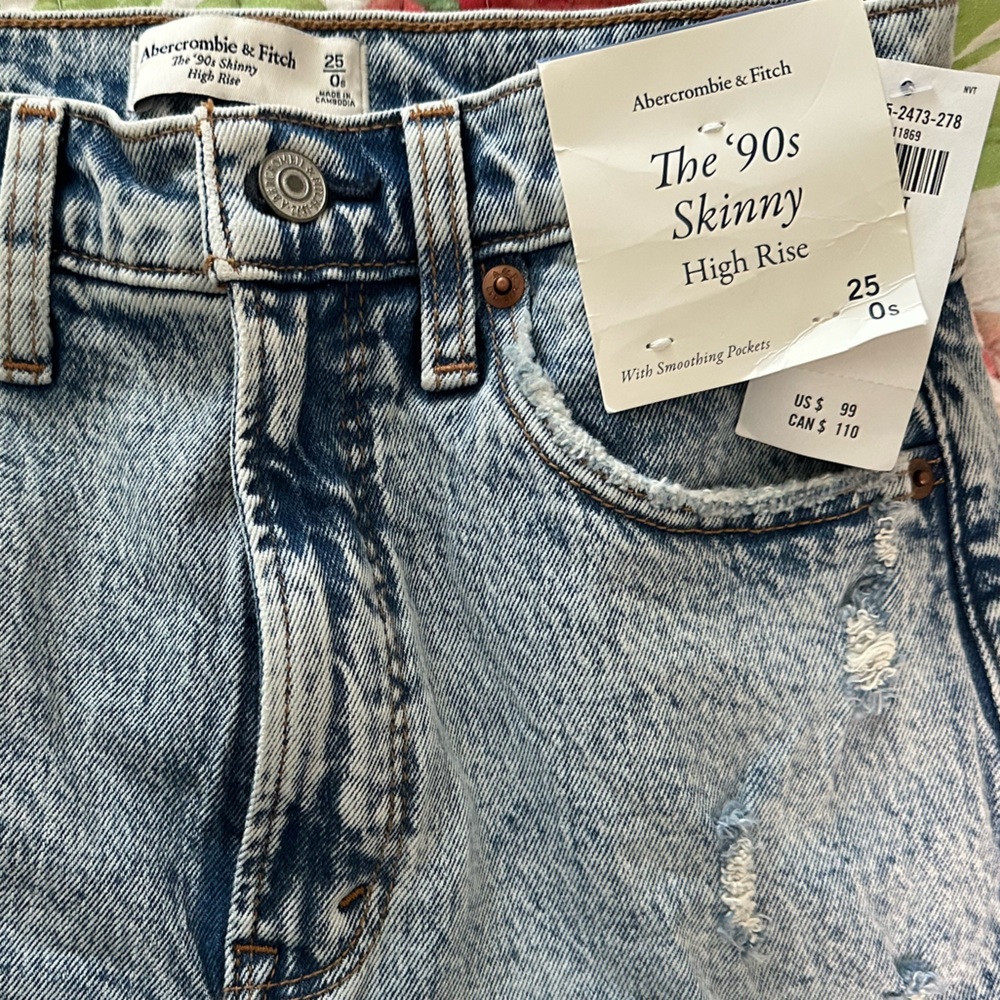 Abercrombie & Fitch
The '90s Skinny
High Rise
25
0s
MADE IN
CAMBODIA
Abercrombie & Fitch
The '90s
Skinny
High Rise
25
0s
With Smoothing Pockets
NVT
5-2473-278
11869
US $ 99
CAN $ 110